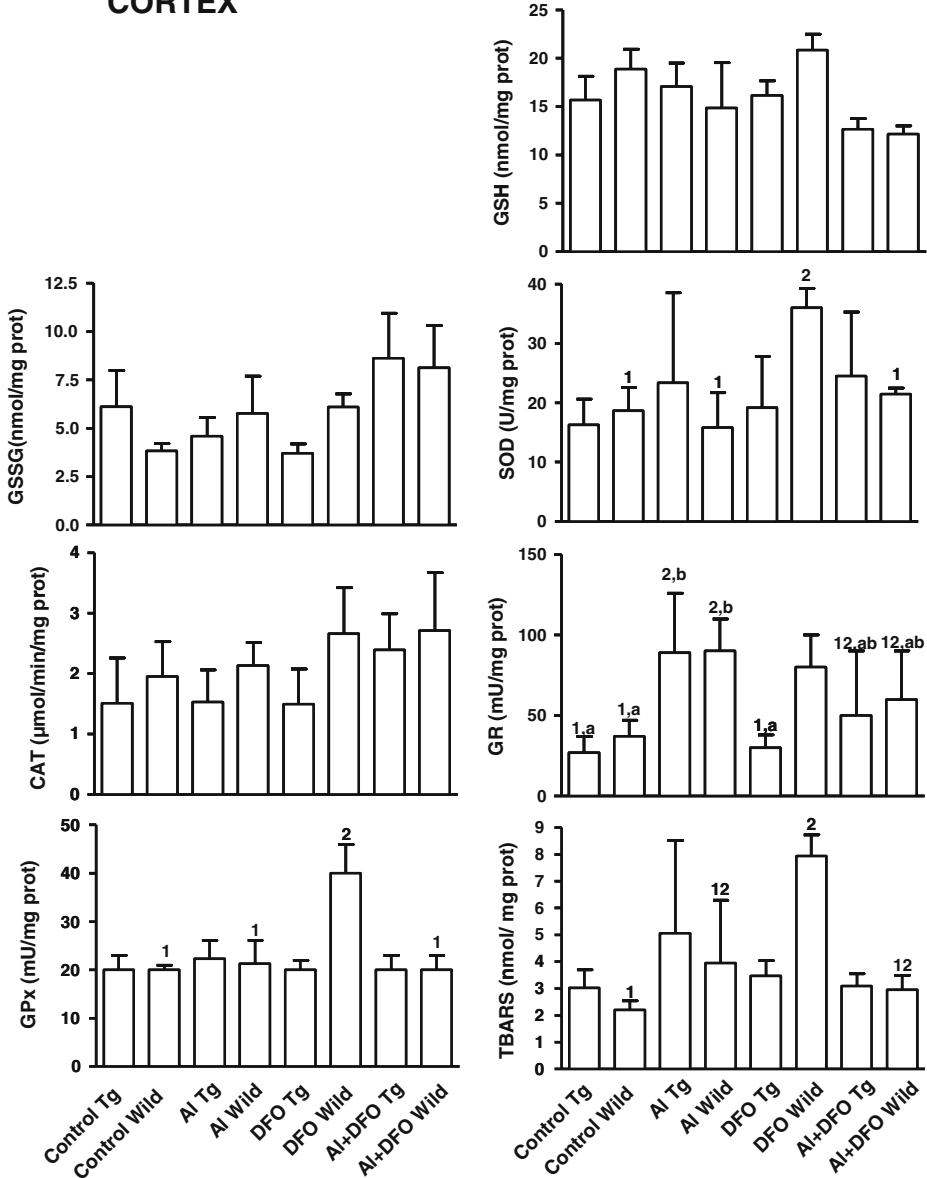 CORTEX
GSH (nmol/mg prot)
25
20
15
10
5
0
GSSG(nmol/mg prot)
12.5
10.0
7.5
5.0
2.5
0.0
SOD (U/mg prot)
40
30
20
10
0
1
1
2
1
CAT (µmol/min/mg prot)
4
3
2
1
0
GR (mU/mg prot)
150
100
50
0
1,a
1,a
2,b
2,b
1,a
12,ab
12,ab
GPx (mU/mg prot)
50
40
30
20
10
0
1
1
2
1
TBARS (nmol/ mg prot)
9
8
7
6
5
4
3
2
1
0
1
12
2
12
Control Tg
Control Wild
Al Tg
Al Wild
DFO Tg
DFO Wild
Al+DFO Tg
Al+DFO Wild
Control Tg
Control Wild
Al Tg
Al Wild
DFO Tg
DFO Wild
Al+DFO Tg
Al+DFO Wild